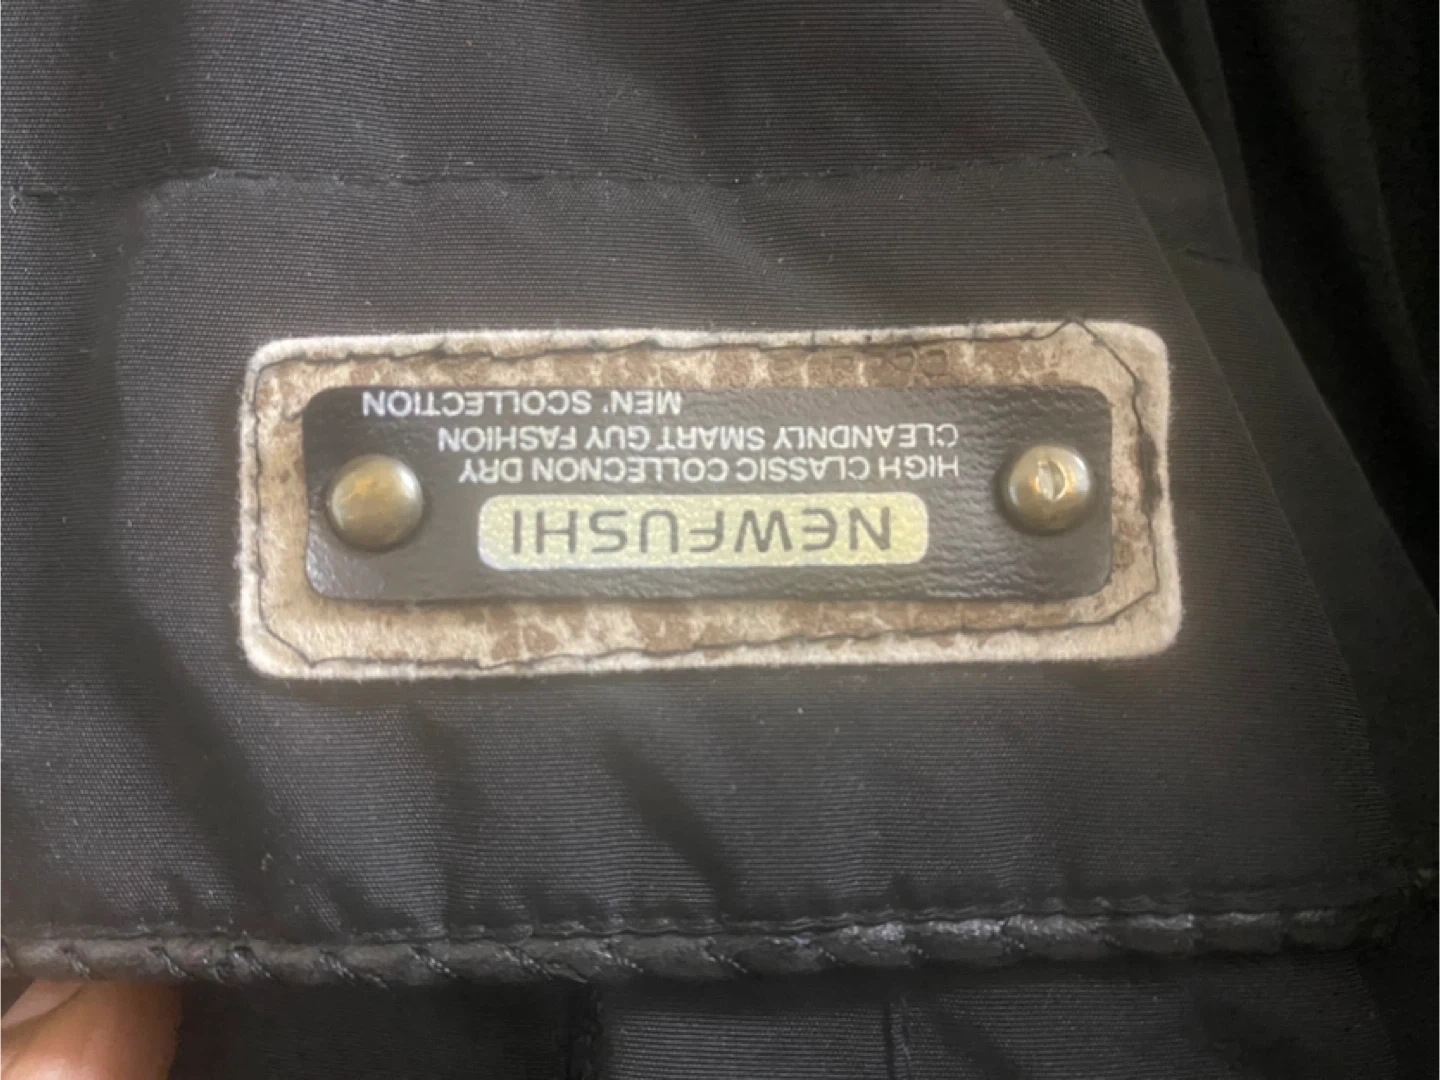 NEWFUSHI
HIGH CLASSIC COLLECNON DRY
CLEANDNLY SMART GUY FASHION
MEN' SCOLLECTION